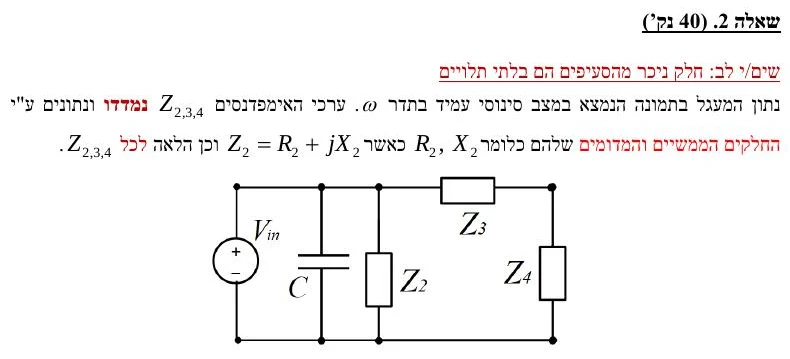 שאלה 2. (40 נק')
שים/י לב: חלק ניכר מהסעיפים הם בלתי תלויים
נתון המעגל בתמונה הנמצא במצב סינוסי עמיד בתדר ω. ערכי האימפדנסים Z2,3,4 נמדדו ונתונים ע"י
החלקים הממשיים והמדומים שלהם כלומר R2, X2 כאשר Z2 = R2 + jX2 וכן הלאה לכל Z2,3,4.
Vin
+
−
C
Z2
Z3
Z4